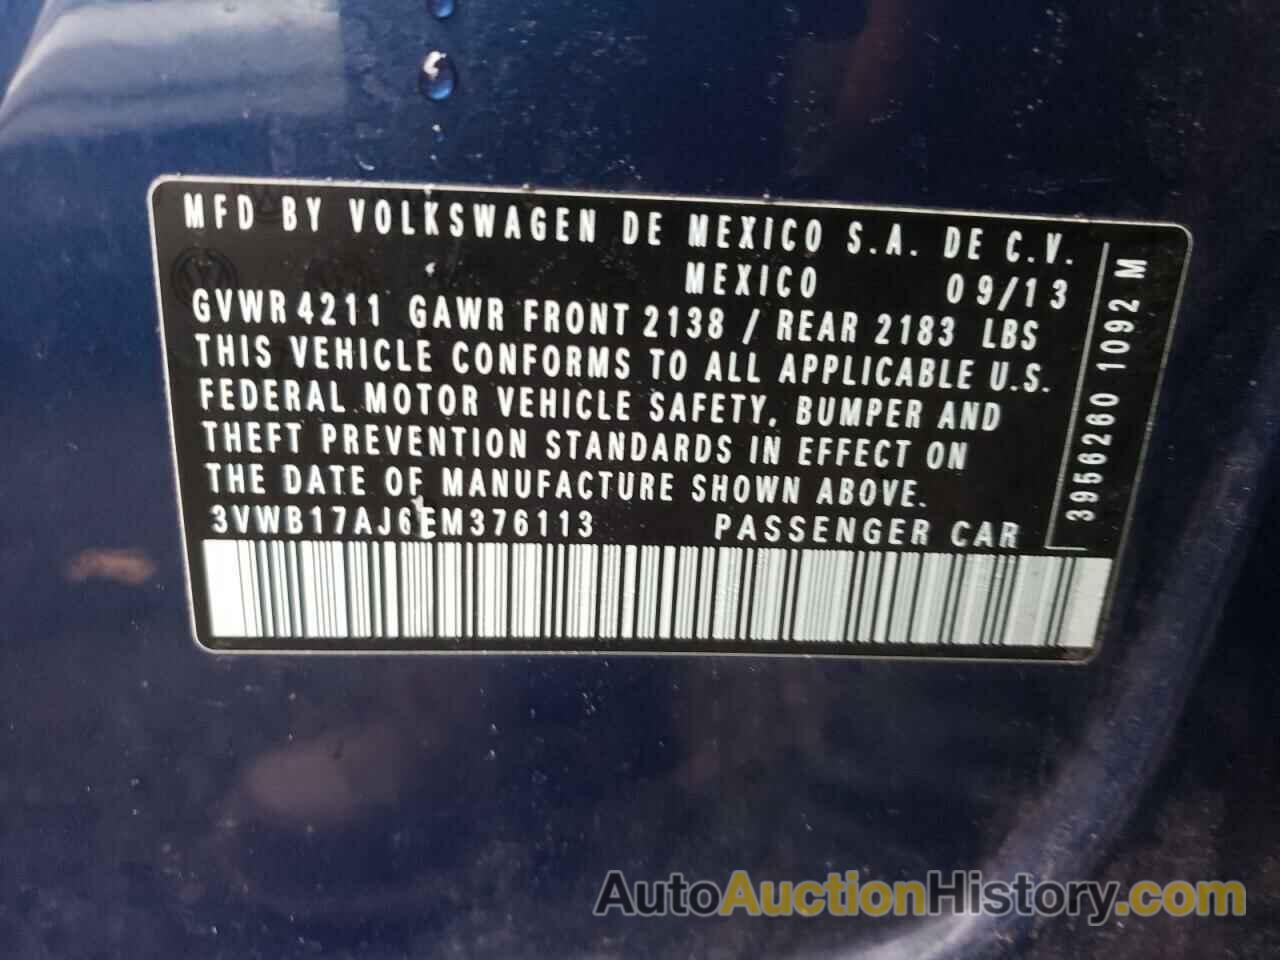 MFD BY VOLKSWAGEN DE MEXICO S.A. DE C.V.
MEXICO 09/13
GVWR 4211 GAWR FRONT 2138 / REAR 2183 LBS
THIS VEHICLE CONFORMS TO ALL APPLICABLE U.S.
FEDERAL MOTOR VEHICLE SAFETY, BUMPER AND
THEFT PREVENTION STANDARDS IN EFFECT ON
THE DATE OF MANUFACTURE SHOWN ABOVE.
3VWB17AJ6EM376113 PASSENGER CAR
3956260 1092 M
AutoAuctionHistory.com